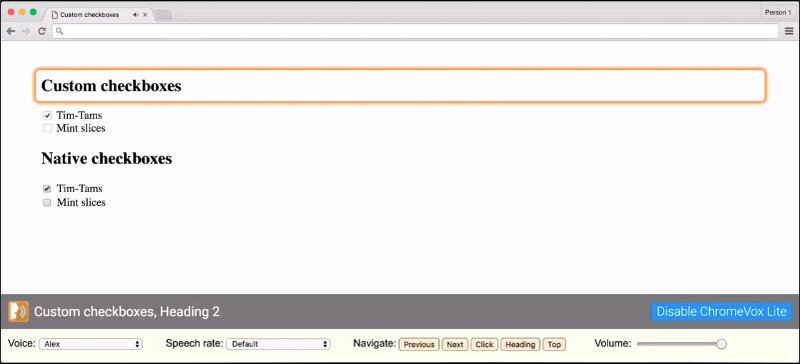 Custom checkboxes
Person 1
Custom checkboxes
Tim-Tams
Mint slices
Native checkboxes
Tim-Tams
Mint slices
Custom checkboxes, Heading 2
Disable ChromeVox Lite
Voice: Alex Speech rate: Default Navigate: Previous Next Click Heading Top Volume: